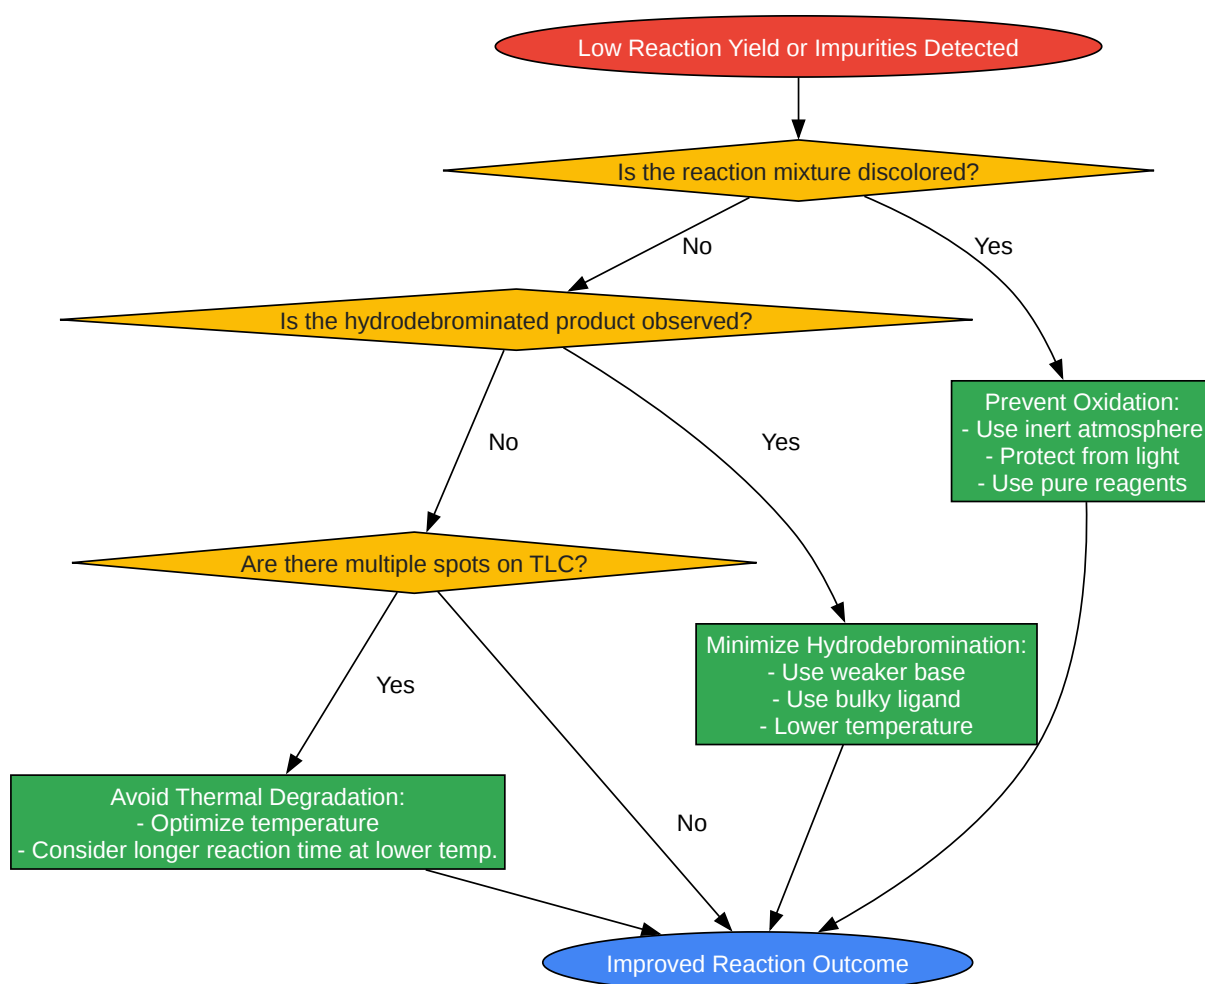 Low Reaction Yield or Impurities Detected
Is the reaction mixture discolored?
No
Yes
Is the hydrodebrominated product observed?
Prevent Oxidation:
- Use inert atmosphere
- Protect from light
- Use pure reagents
No
Yes
Are there multiple spots on TLC?
Minimize Hydrodebromination:
- Use weaker base
- Use bulky ligand
- Lower temperature
Yes
Avoid Thermal Degradation:
- Optimize temperature
- Consider longer reaction time at lower temp.
No
Improved Reaction Outcome